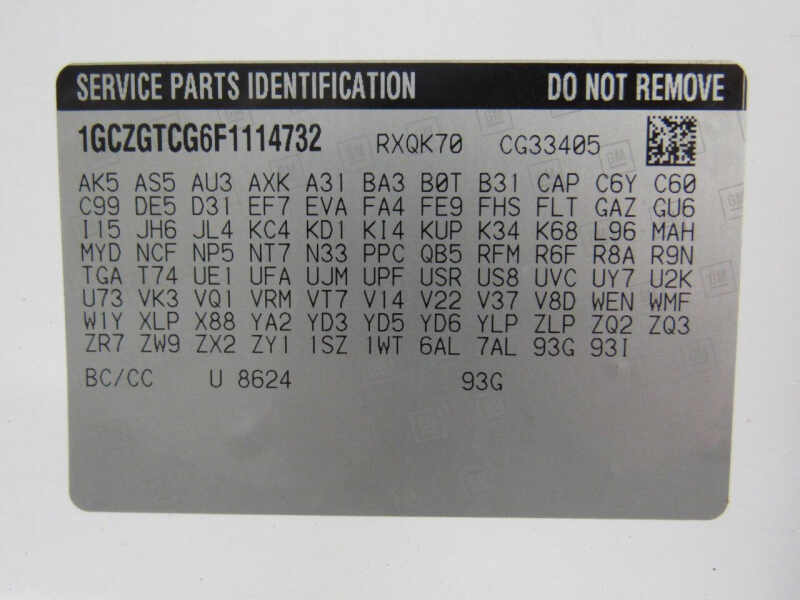 SERVICE PARTS IDENTIFICATION DO NOT REMOVE
1GCZGTCG6F1114732 RXQK70 CG33405
AK5 AS5 AU3 AXK A31 BA3 B0T B31 CAP C6Y C60
C99 DE5 D31 EF7 EVA FA4 FE9 FHS FLT GAZ GU6
I15 JH6 JL4 KC4 KD1 KI4 KUP K34 K68 L96 MAH
MYD NCF NP5 NT7 N33 PPC QB5 RFM R6F R8A R9N
TGA T74 UE1 UFA UJM UPF USR US8 UVC UY7 U2K
U73 VK3 VQ1 VRM VT7 V14 V22 V37 V8D WEN WMF
W1Y XLP X88 YA2 YD3 YD5 YD6 YLP ZLP ZQ2 ZQ3
ZR7 ZW9 ZX2 ZY1 1SZ 1WT 6AL 7AL 93G 93I
BC/CC U 8624 93G